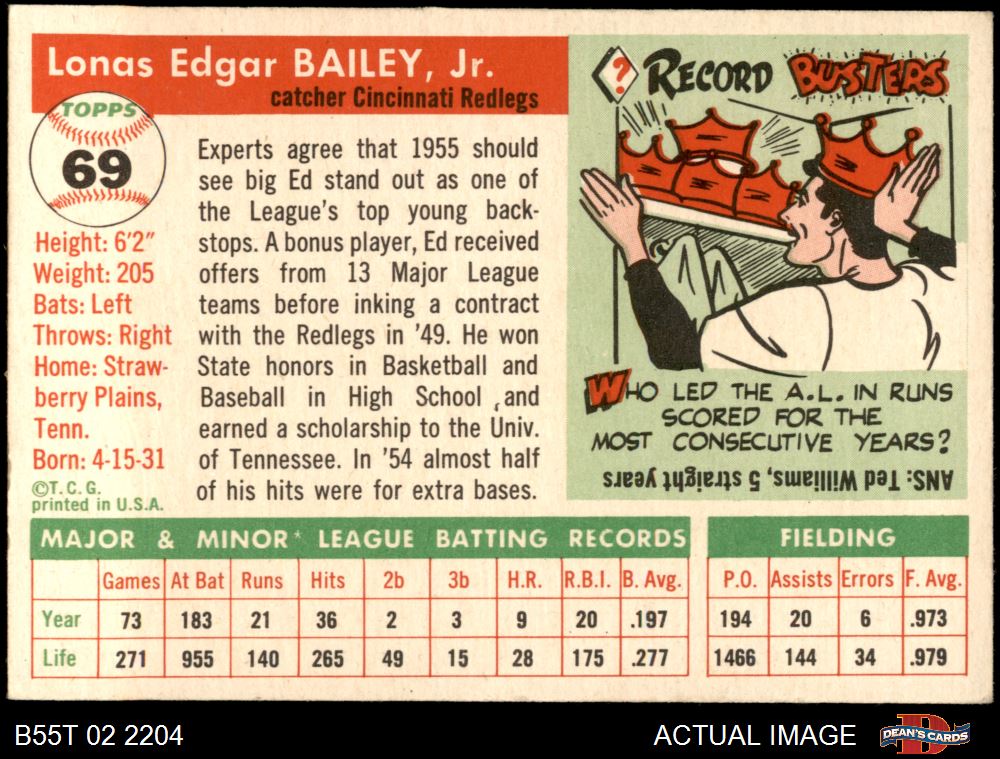 Lonas Edgar BAILEY, Jr.
catcher Cincinnati Redlegs
TOPPS
69
Height: 6'2"
Weight: 205
Bats: Left
Throws: Right
Home: Straw-
berry Plains,
Tenn.
Born: 4-15-31
©T. C. G.
printed in U.S.A.
Experts agree that 1955 should
see big Ed stand out as one of
the League's top young back-
stops. A bonus player, Ed received
offers from 13 Major League
teams before inking a contract
with the Redlegs in '49. He won
State honors in Basketball and
Baseball in High School , and
earned a scholarship to the Univ.
of Tennessee. In '54 almost half
of his hits were for extra bases.
? RECORD BUSTERS
WHO LED THE A.L. IN RUNS
SCORED FOR THE
MOST CONSECUTIVE YEARS?
ANS: Ted Williams, 5 straight years
MAJOR & MINOR* LEAGUE BATTING RECORDS
Games At Bat Runs Hits 2b 3b H.R. R.B.I. B. Avg.
Year 73 183 21 36 2 3 9 20 .197
Life 271 955 140 265 49 15 28 175 .277
FIELDING
P.O. Assists Errors F. Avg.
194 20 6 .973
1466 144 34 .979
B55T 02 2204
ACTUAL IMAGE
D
DEAN'S CARDS